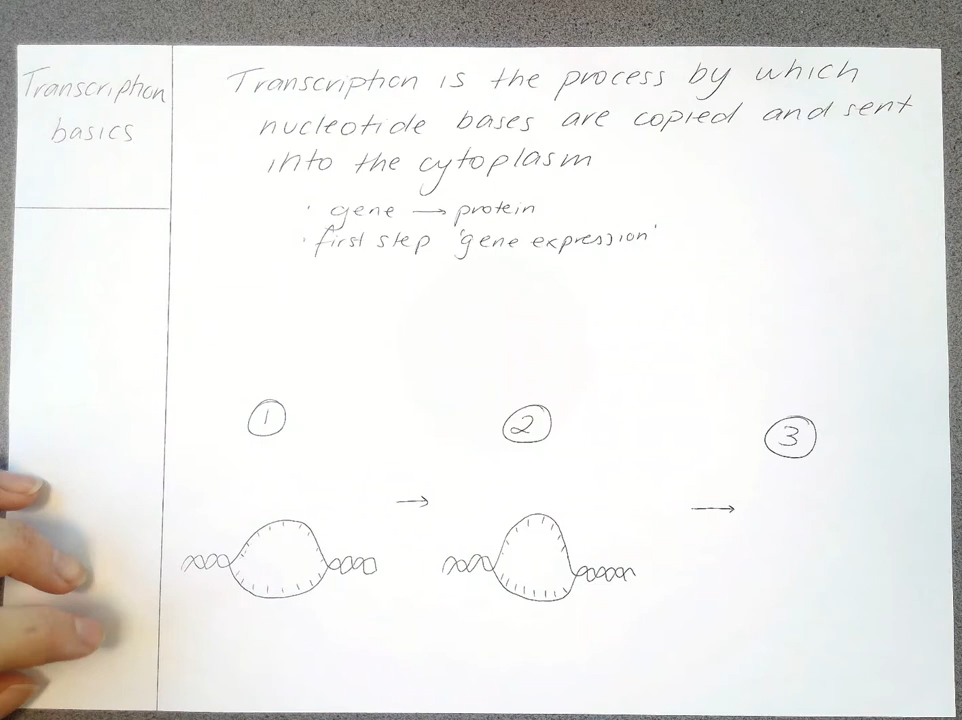 Transcription
basics
Transcription is the process by which
nucleotide bases are copied and sent
into the cytoplasm
· gene → protein
· first step 'gene expression'
1
2
3
→
→